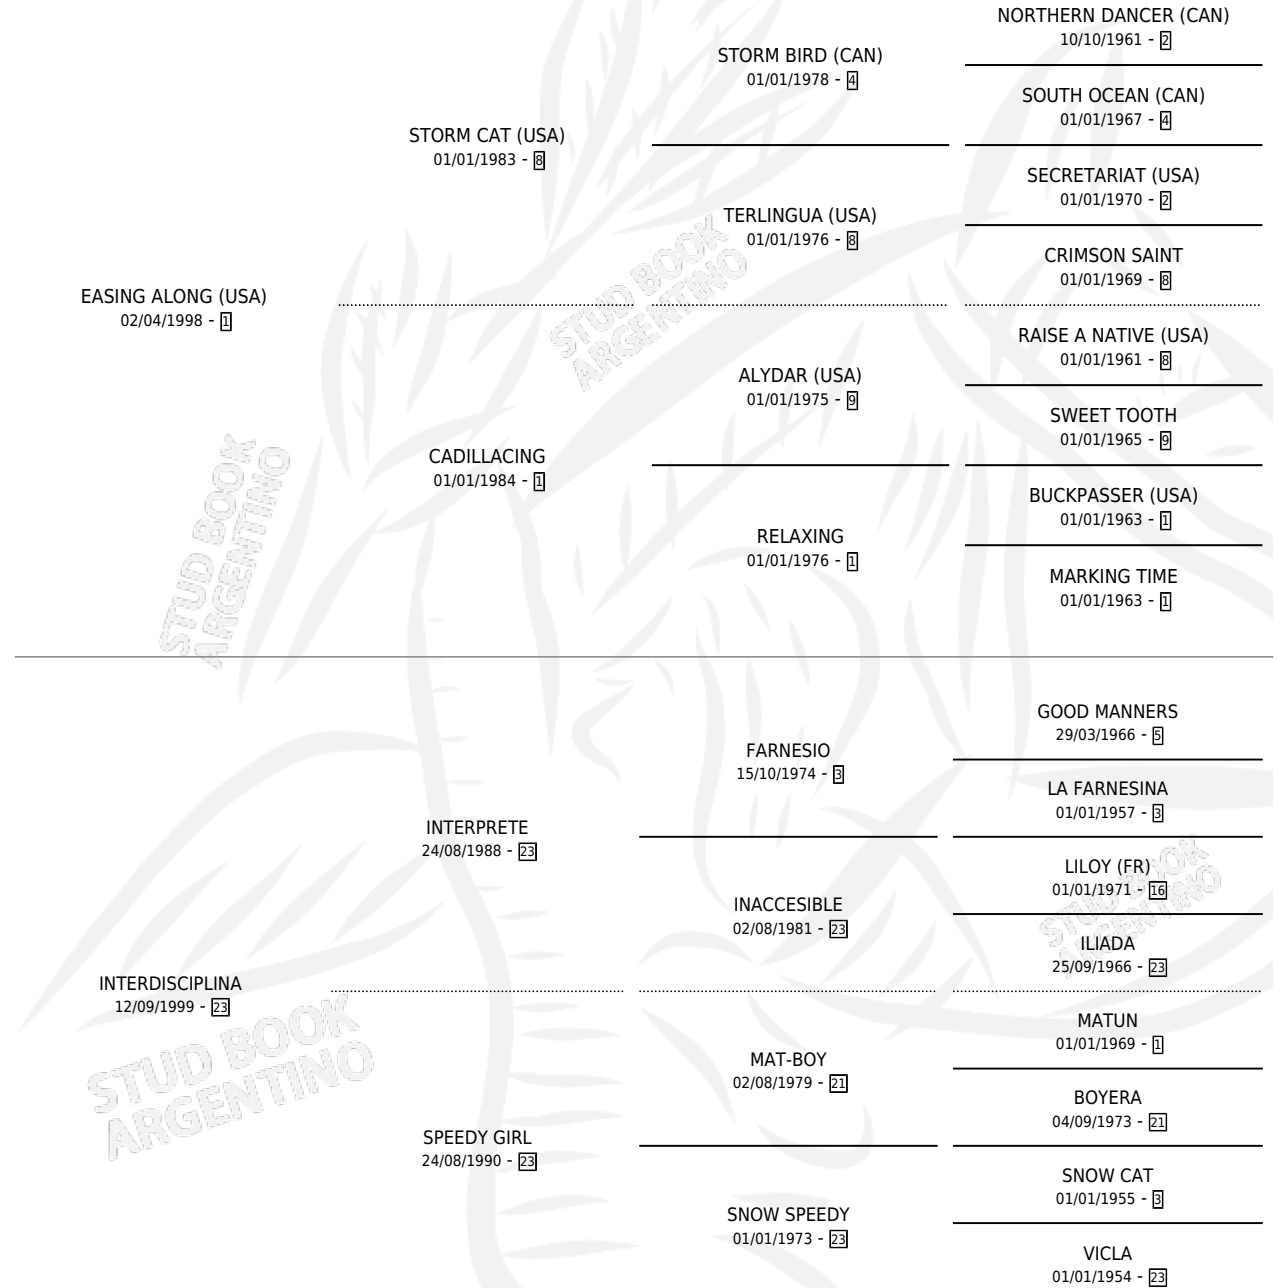 NORTHERN DANCER (CAN)
10/10/1961 - 2
STORM BIRD (CAN)
01/01/1978 - 4
SOUTH OCEAN (CAN)
01/01/1967 - 4
STORM CAT (USA)
01/01/1983 - 8
SECRETARIAT (USA)
01/01/1970 - 2
TERLINGUA (USA)
01/01/1976 - 8
CRIMSON SAINT
01/01/1969 - 8
EASING ALONG (USA)
02/04/1998 - 1
RAISE A NATIVE (USA)
01/01/1961 - 8
ALYDAR (USA)
01/01/1975 - 9
SWEET TOOTH
01/01/1965 - 9
CADILLACING
01/01/1984 - 1
BUCKPASSER (USA)
01/01/1963 - 1
RELAXING
01/01/1976 - 1
MARKING TIME
01/01/1963 - 1
GOOD MANNERS
29/03/1966 - 5
FARNESIO
15/10/1974 - 3
LA FARNESINA
01/01/1957 - 3
INTERPRETE
24/08/1988 - 23
LILOY (FR)
01/01/1971 - 16
INACCESIBLE
02/08/1981 - 23
ILIADA
25/09/1966 - 23
INTERDISCIPLINA
12/09/1999 - 23
MATUN
01/01/1969 - 1
MAT-BOY
02/08/1979 - 21
BOYERA
04/09/1973 - 21
SPEEDY GIRL
24/08/1990 - 23
SNOW CAT
01/01/1955 - 3
SNOW SPEEDY
01/01/1973 - 23
VICLA
01/01/1954 - 23
STUD BOOK
ARGENTINO
STUD BOOK
ARGENTINO
STUD BOOK
ARGENTINO
STUD BOOK
ARGENTINO